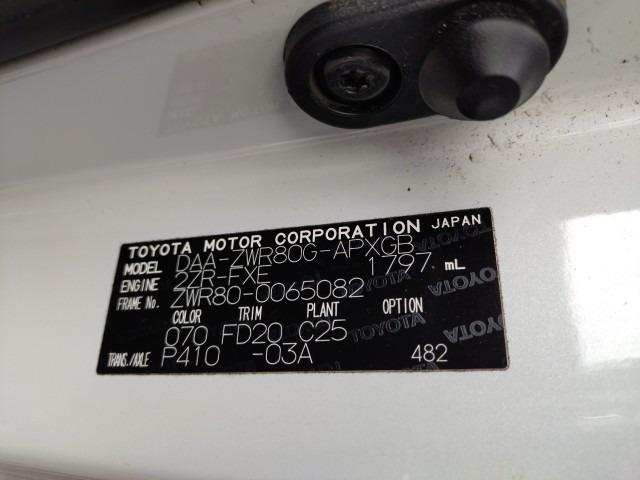 TOYOTA MOTOR CORPORATION JAPAN
MODEL DAA-ZWR80G-APXGB
ENGINE 2ZR-FXE 1797 mL
FRAME No. ZWR80-0065082
COLOR TRIM PLANT OPTION
070 FD20 C25
TRANS./AXLE P410 -03A 482